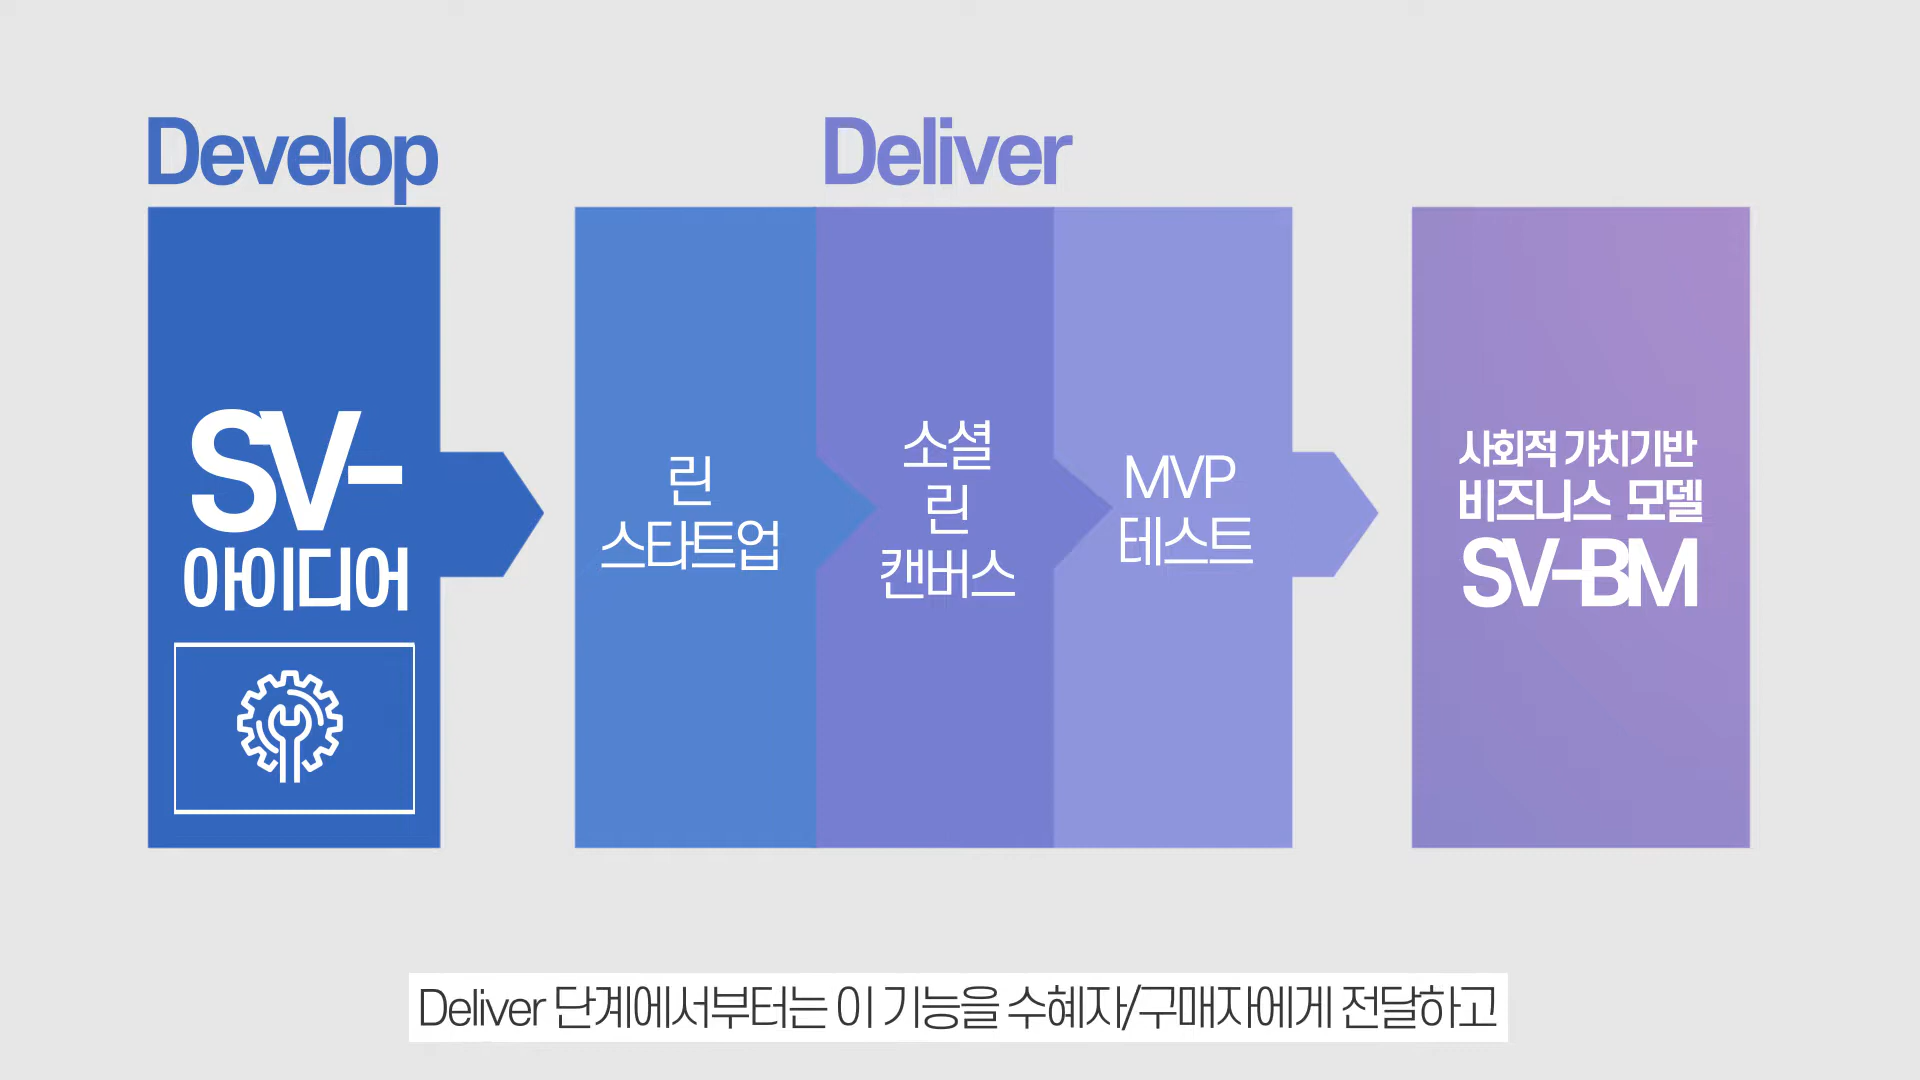 Develop
SV-
아이디어
Deliver
린
스타트업
소셜
린
캔버스
MVP
테스트
사회적 가치기반
비즈니스 모델
SV-BM
Deliver 단계에서부터는 이 기능을 수혜자/구매자에게 전달하고